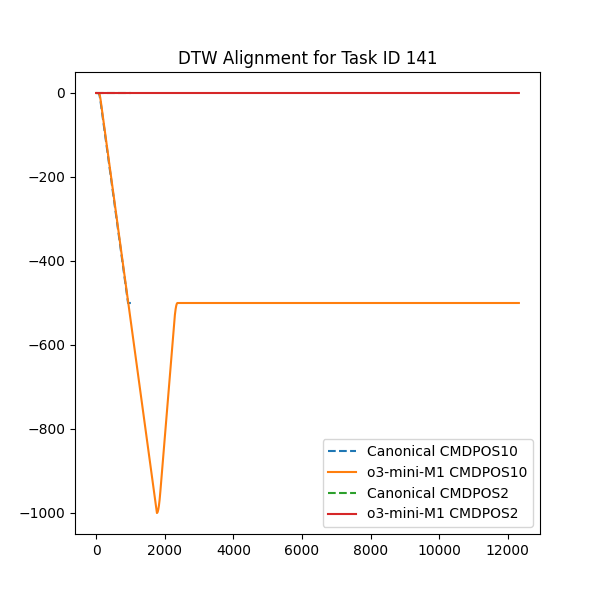 DTW Alignment for Task ID 141
0
−200
−400
−600
−800
−1000
Canonical CMDPOS10
o3-mini-M1 CMDPOS10
Canonical CMDPOS2
o3-mini-M1 CMDPOS2
0 2000 4000 6000 8000 10000 12000